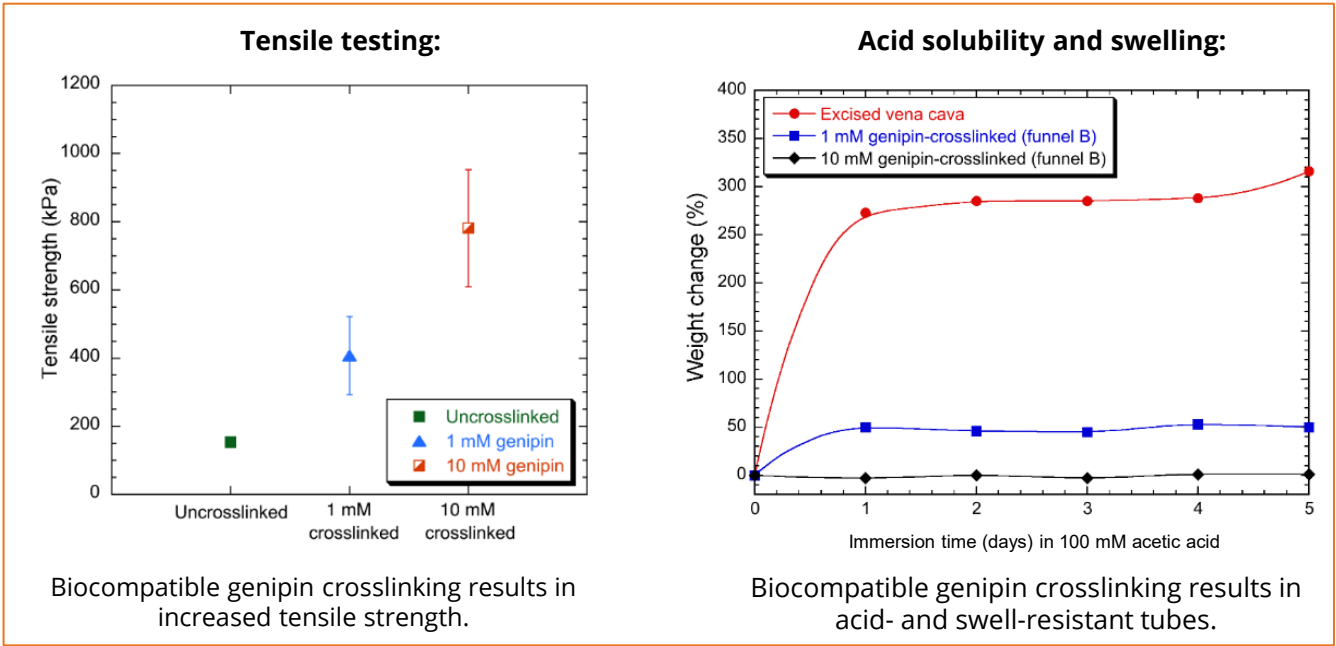 Tensile testing:
1200
1000
800
600
400
200
0
Tensile strength (kPa)
Uncrosslinked
1 mM genipin
10 mM genipin
Uncrosslinked
1 mM
crosslinked
10 mM
crosslinked
Biocompatible genipin crosslinking results in
increased tensile strength.
Acid solubility and swelling:
400
350
300
250
200
150
100
50
0
Weight change (%)
Excised vena cava
1 mM genipin-crosslinked (funnel B)
10 mM genipin-crosslinked (funnel B)
0 1 2 3 4 5
Immersion time (days) in 100 mM acetic acid
Biocompatible genipin crosslinking results in
acid- and swell-resistant tubes.